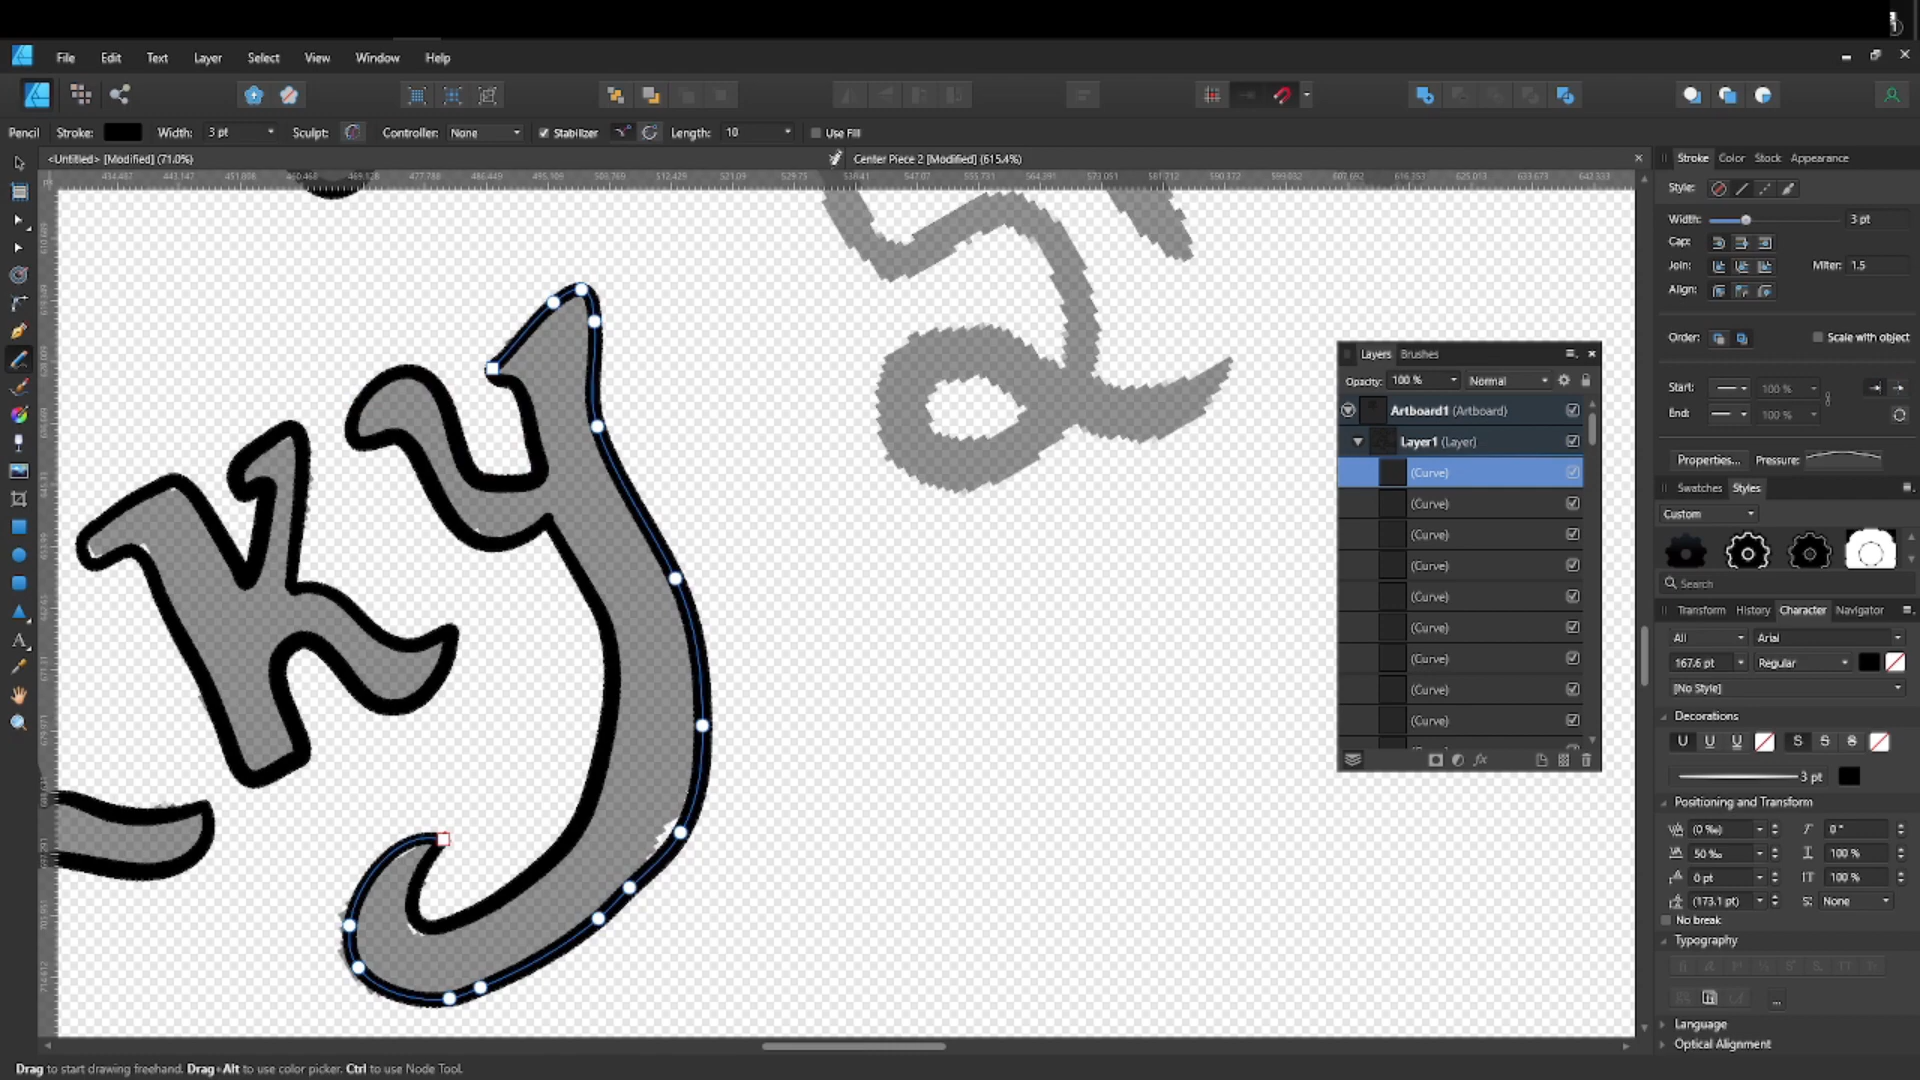 File Edit Text Layer Select View Window Help
Pencil Stroke: Width: 3 pt Sculpt: Controller: None Stabilizer Length: 10 Use Fill
<Untitled> [Modified] (71.0%) Center Piece 2 [Modified] (615.4%)
ky
Layers Brushes
Opacity: 100 % Normal
Artboard1 (Artboard)
Layer1 (Layer)
(Curve)
(Curve)
(Curve)
(Curve)
(Curve)
(Curve)
(Curve)
(Curve)
(Curve)
Stroke Color Stock Appearance
Style:
Width: 3 pt
Cap:
Join: Miter: 1.5
Align:
Order: Scale with object
Start: 100 %
End: 100 %
Properties... Pressure:
Swatches Styles
Custom
Search
Transform History Character Navigator
All Arial
167.6 pt Regular
[No Style]
Decorations
U U U S S S
3 pt
Positioning and Transform
(0 ‰) 0 °
50 ‰ 100 %
0 pt 100 %
(173.1 pt) S: None
No break
Typography
...
Language
Optical Alignment
Drag to start drawing freehand. Drag+Alt to use color picker. Ctrl to use Node Tool.